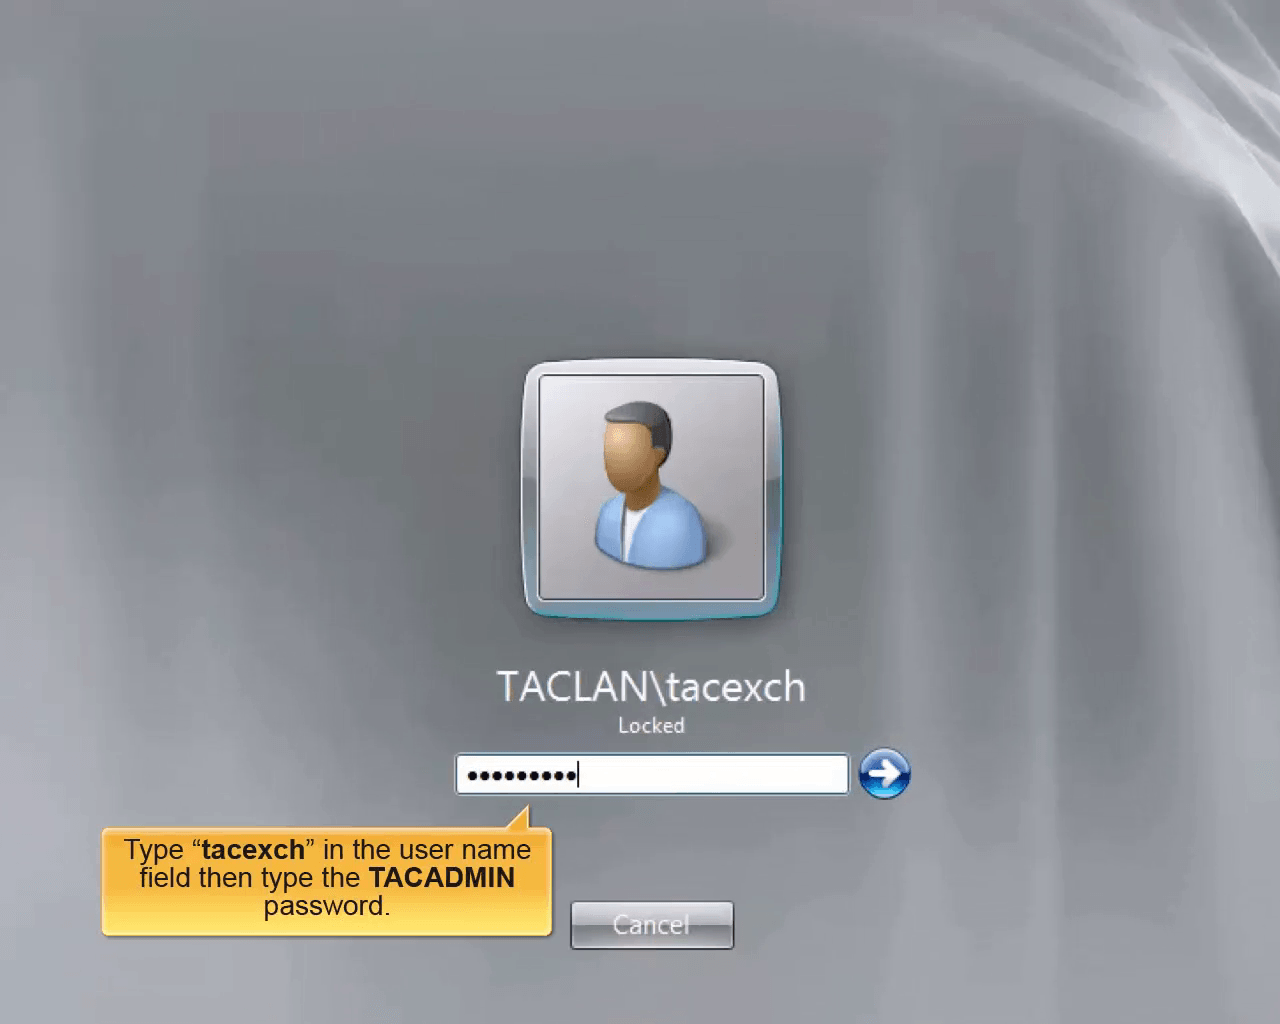 TACLAN\tacexch
Locked
Type “tacexch” in the user name
field then type the TACADMIN
password.
Cancel